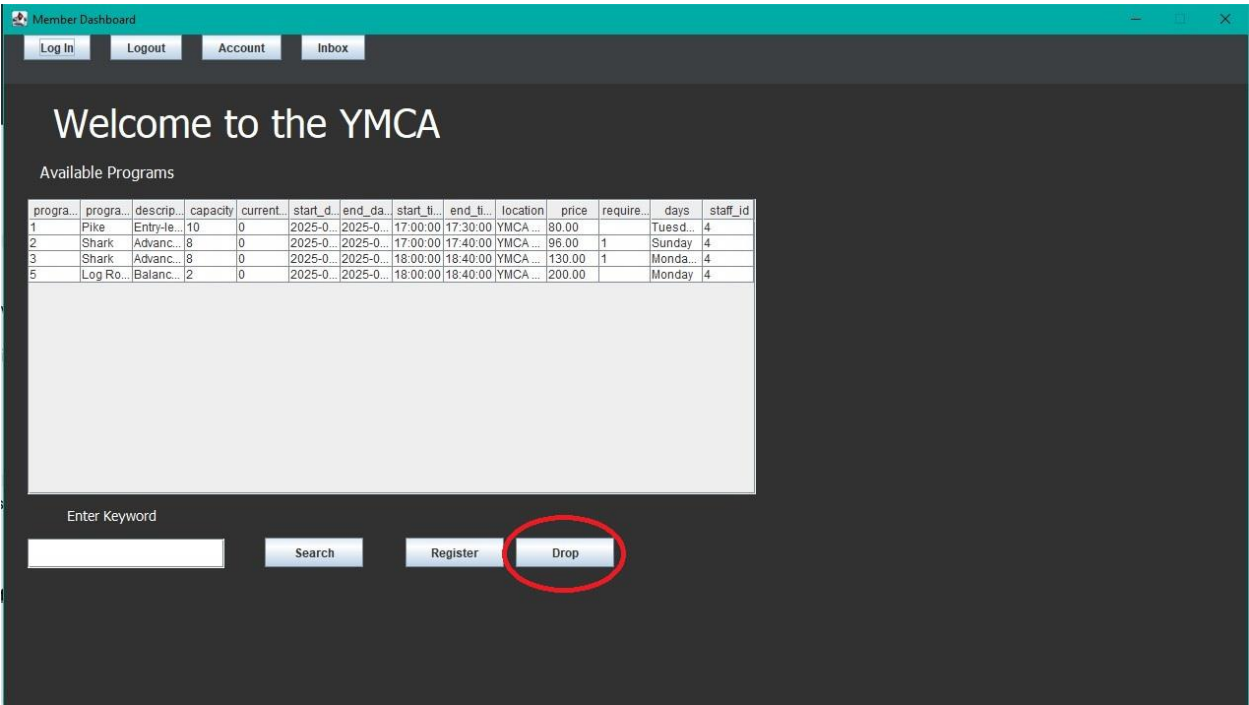 Member Dashboard
Log In Logout Account Inbox
Welcome to the YMCA
Available Programs
progra... progra... descrip... capacity current... start_d... end_da... start_ti... end_ti... location price require... days staff_id
1 Pike Entry-le... 10 0 2025-0... 2025-0... 17:00:00 17:30:00 YMCA ... 80.00 Tuesd... 4
2 Shark Advanc... 8 0 2025-0... 2025-0... 17:00:00 17:40:00 YMCA ... 96.00 1 Sunday 4
3 Shark Advanc... 8 0 2025-0... 2025-0... 18:00:00 18:40:00 YMCA ... 130.00 1 Monda... 4
5 Log Ro... Balanc... 2 0 2025-0... 2025-0... 18:00:00 18:40:00 YMCA ... 200.00 Monday 4
Enter Keyword
Search Register Drop